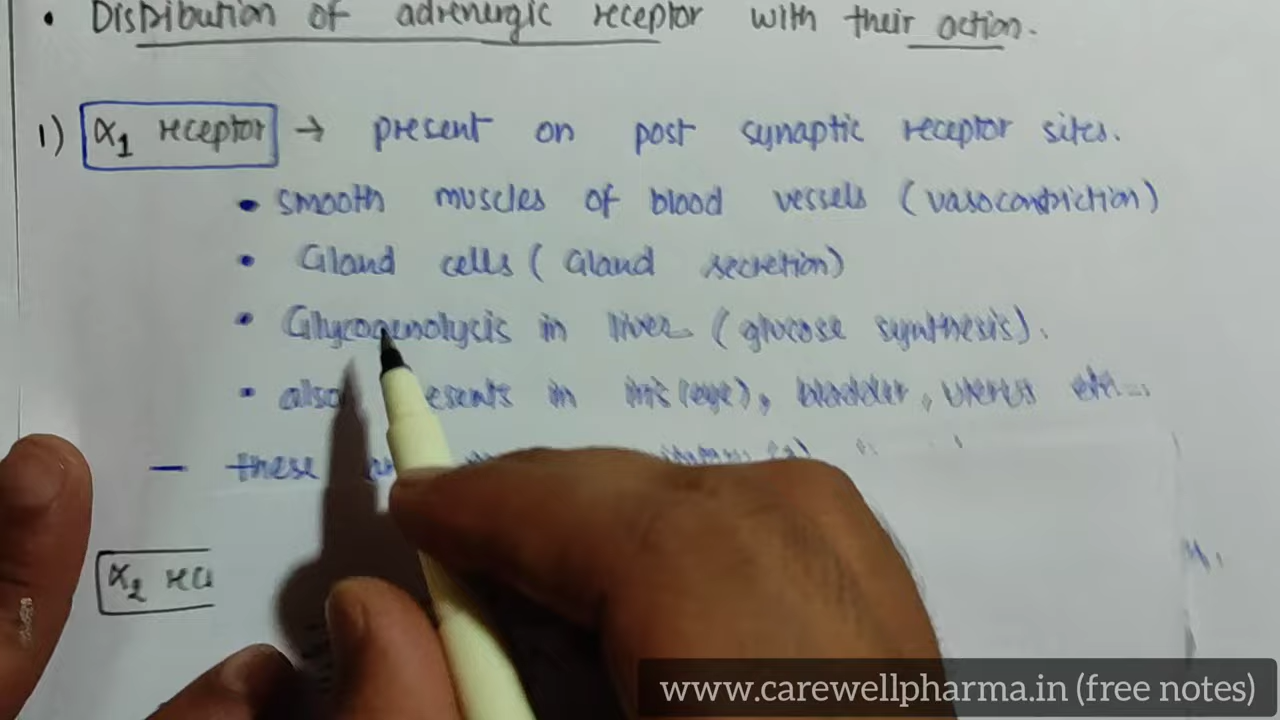 • Distribution of adrenergic receptor with their action.
1) α1 receptor → present on post synaptic receptor sites.
• smooth muscles of blood vessels (vasoconstriction)
• Gland cells (Gland secretion)
• Glycogenolysis in liver (glucose synthesis).
• also in iris(eye), bladder, uterus etc...
– these
α2
www.carewellpharma.in (free notes)